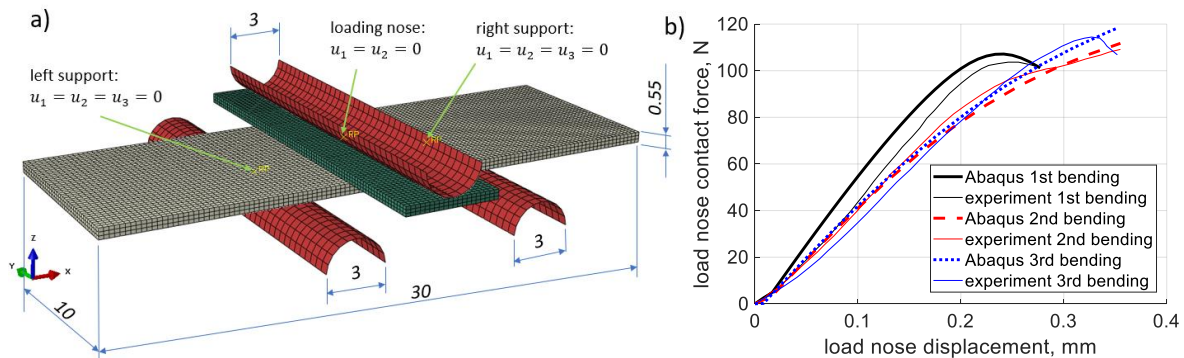 a)
3
loading nose:
u₁ = u₂ = 0
right support:
u₁ = u₂ = u₃ = 0
left support:
u₁ = u₂ = u₃ = 0
RP
RP
RP
0.55
3
3
30
10
Z
Y
X
b)
load nose contact force, N
120
100
80
60
40
20
0
0
0.1
0.2
0.3
0.4
load nose displacement, mm
Abaqus 1st bending
experiment 1st bending
Abaqus 2nd bending
experiment 2nd bending
Abaqus 3rd bending
experiment 3rd bending